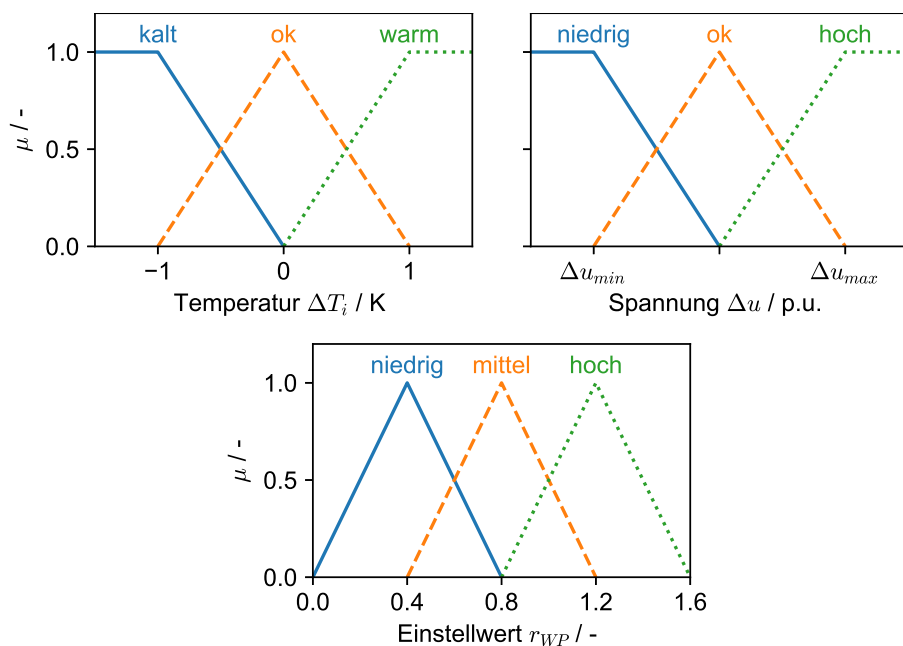 kalt ok warm
niedrig ok hoch
1.0
0.5
0.0
μ / -
−1 0 1
Temperatur ΔT_i / K
Δu_min Δu_max
Spannung Δu / p.u.
niedrig mittel hoch
1.0
0.5
0.0
μ / -
0.0 0.4 0.8 1.2 1.6
Einstellwert r_WP / -